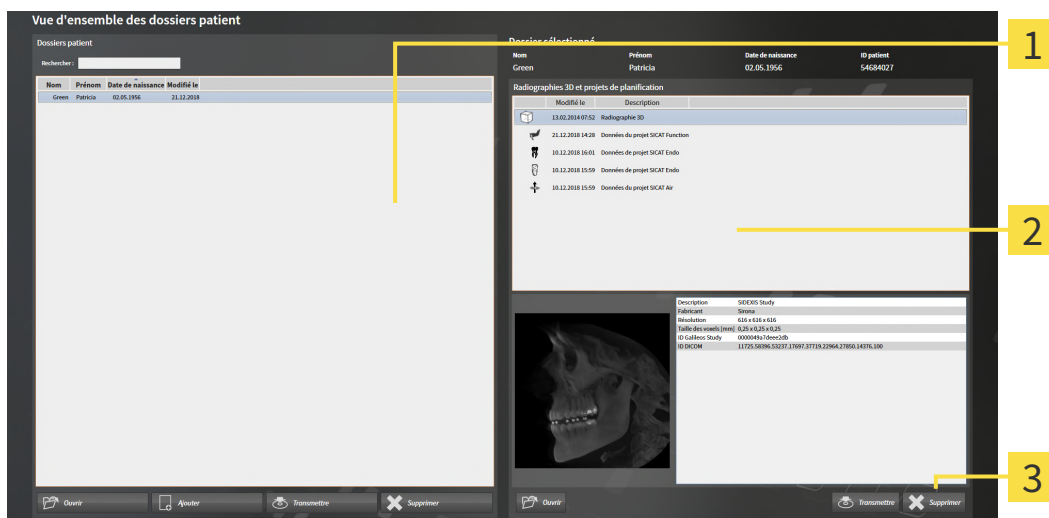 Vue d'ensemble des dossiers patient
Dossiers patient
Rechercher :
Nom Prénom Date de naissance Modifié le
Green Patricia 02.05.1956 21.12.2018
Ouvrir Ajouter Transmettre Supprimer
Dossier sélectionné
Nom Prénom Date de naissance ID patient
Green Patricia 02.05.1956 54684027
Radiographies 3D et projets de planification
Modifié le Description
13.02.2014 07:52 Radiographie 3D
21.12.2018 14:28 Données du projet SICAT Function
10.12.2018 16:01 Données de projet SICAT Endo
10.12.2018 15:59 Données de projet SICAT Endo
10.12.2018 15:59 Données du projet SICAT Air
Description SIDEXIS Study
Fabricant Sirona
Résolution 616 x 616 x 616
Taille des voxels [mm] 0,25 x 0,25 x 0,25
ID Galileos Study 0000049a7deee2db
ID DICOM 11725.58396.53237.17697.37719.22964.27850.14376.100
Ouvrir Transmettre Supprimer
1
2
3